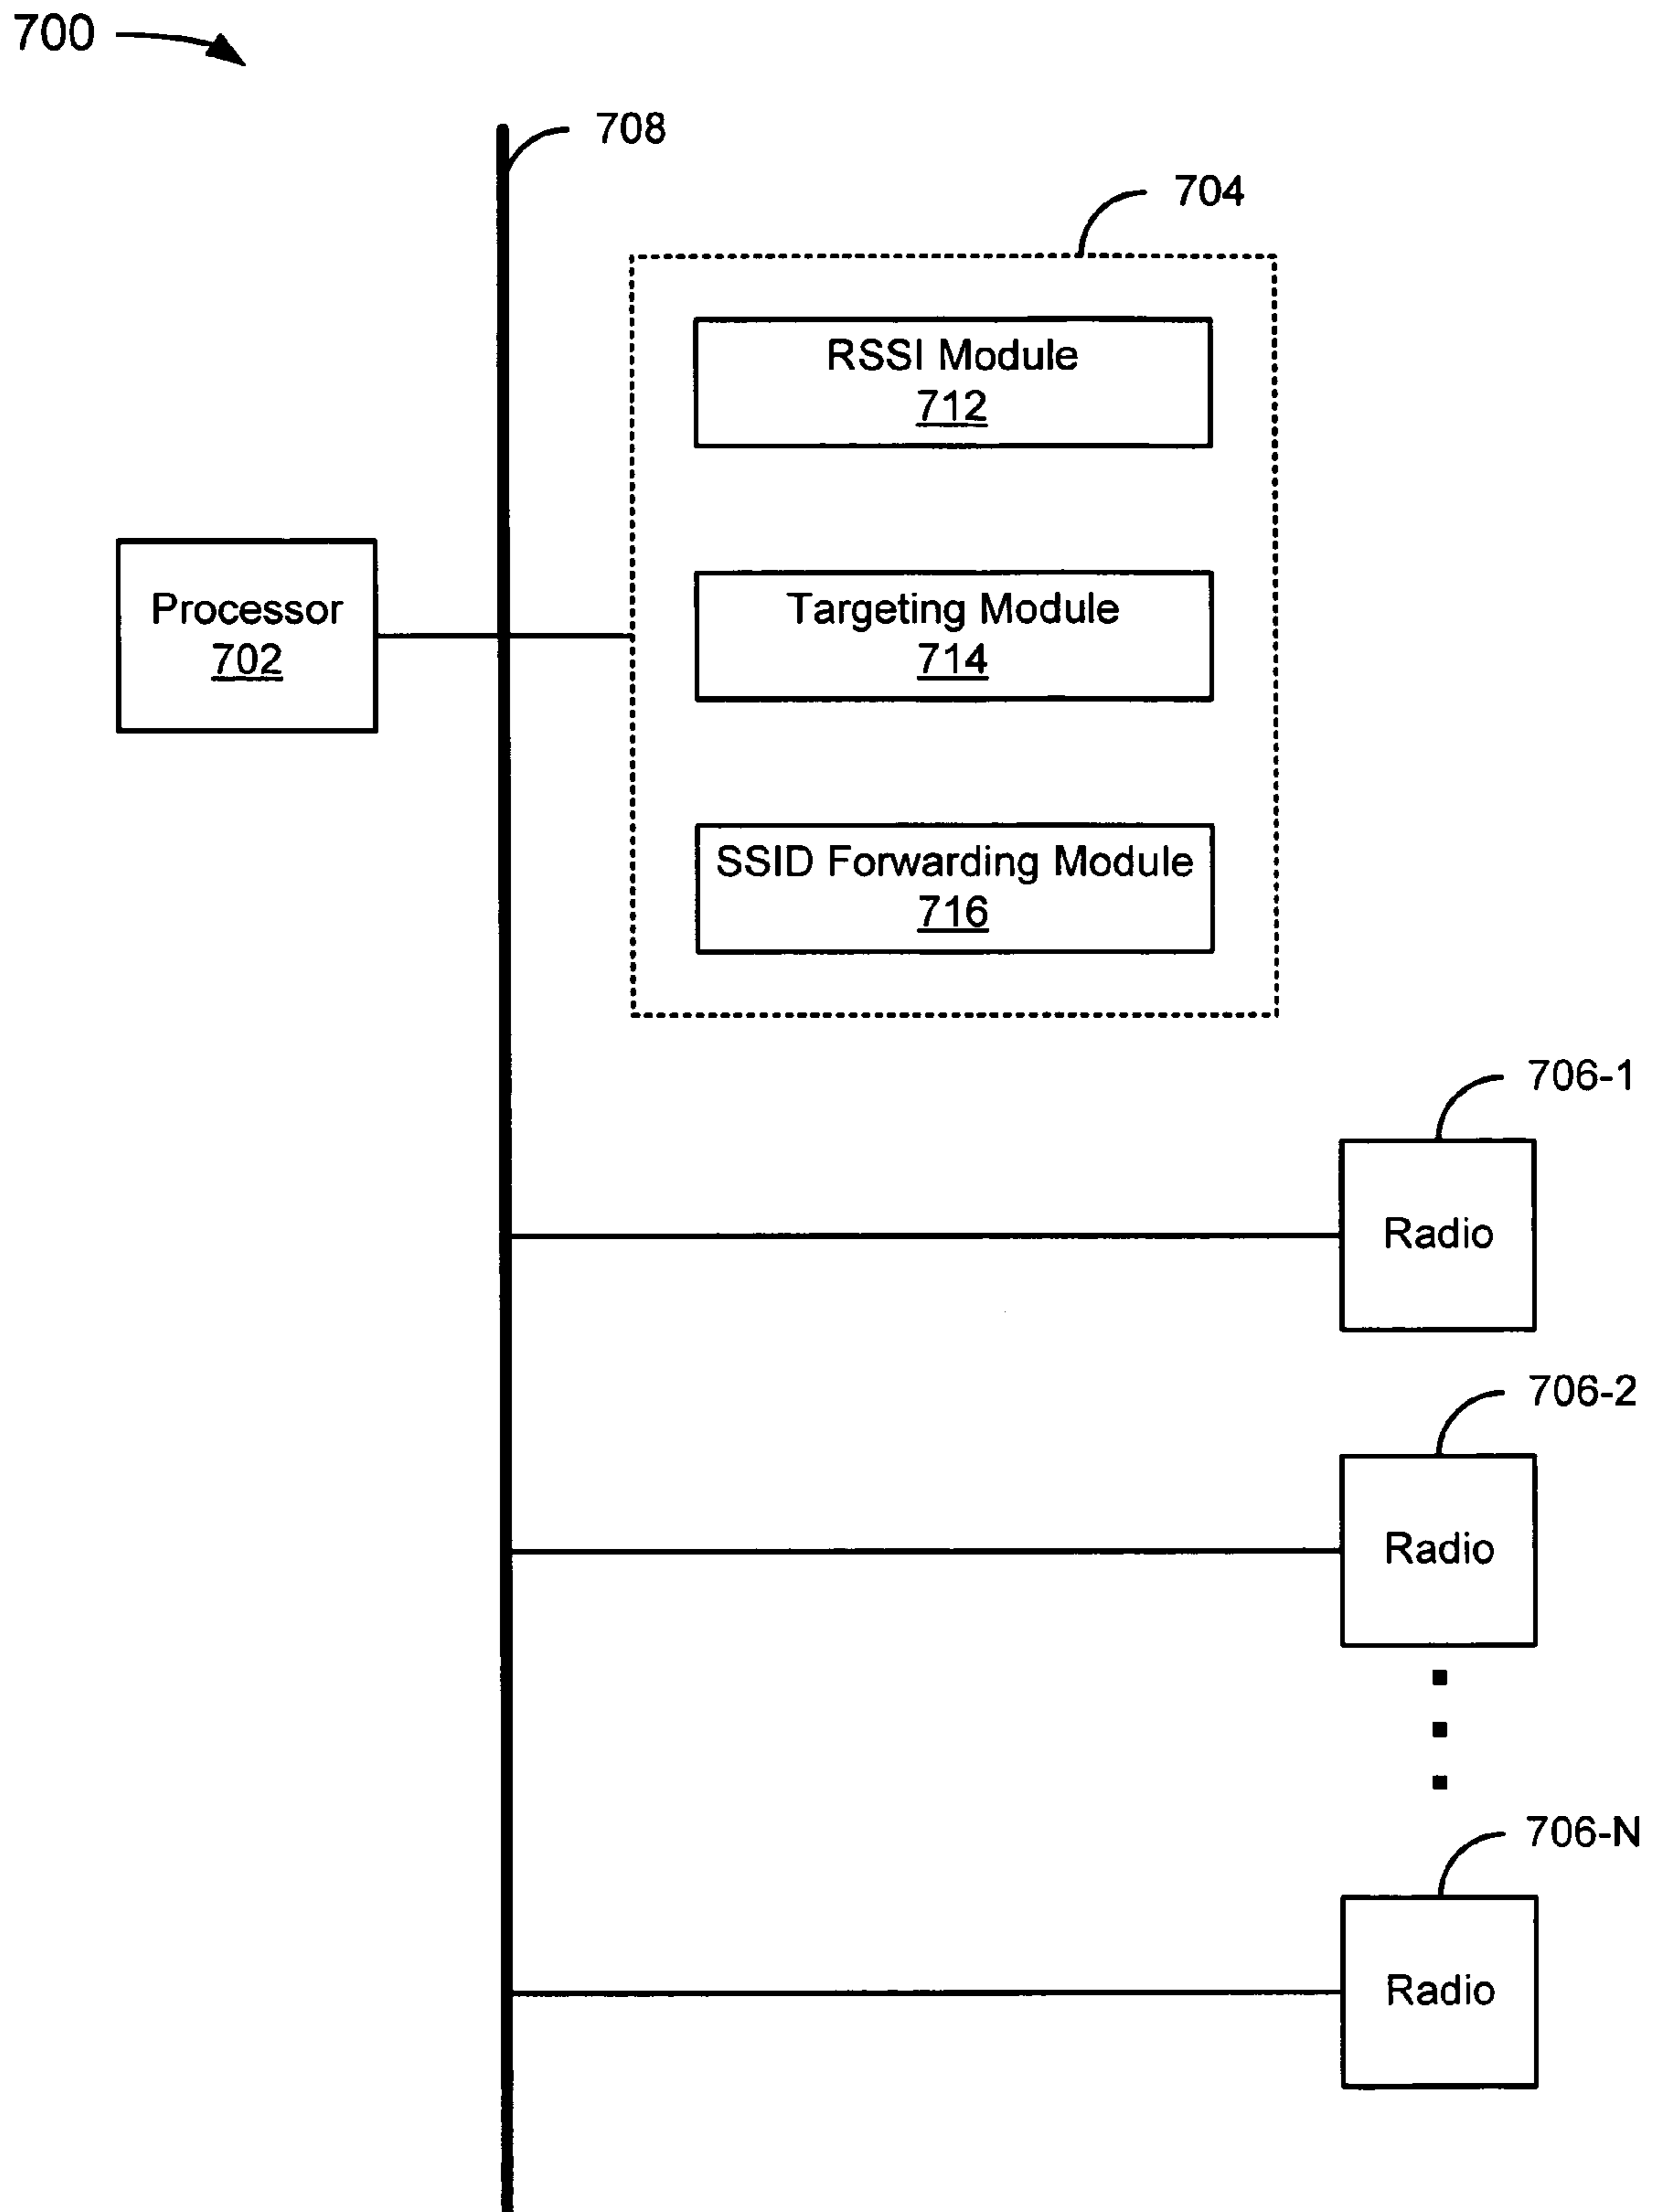 700
708
704
RSSI Module
712
Processor
702
Targeting Module
714
SSID Forwarding Module
716
706-1
Radio
706-2
Radio
706-N
Radio